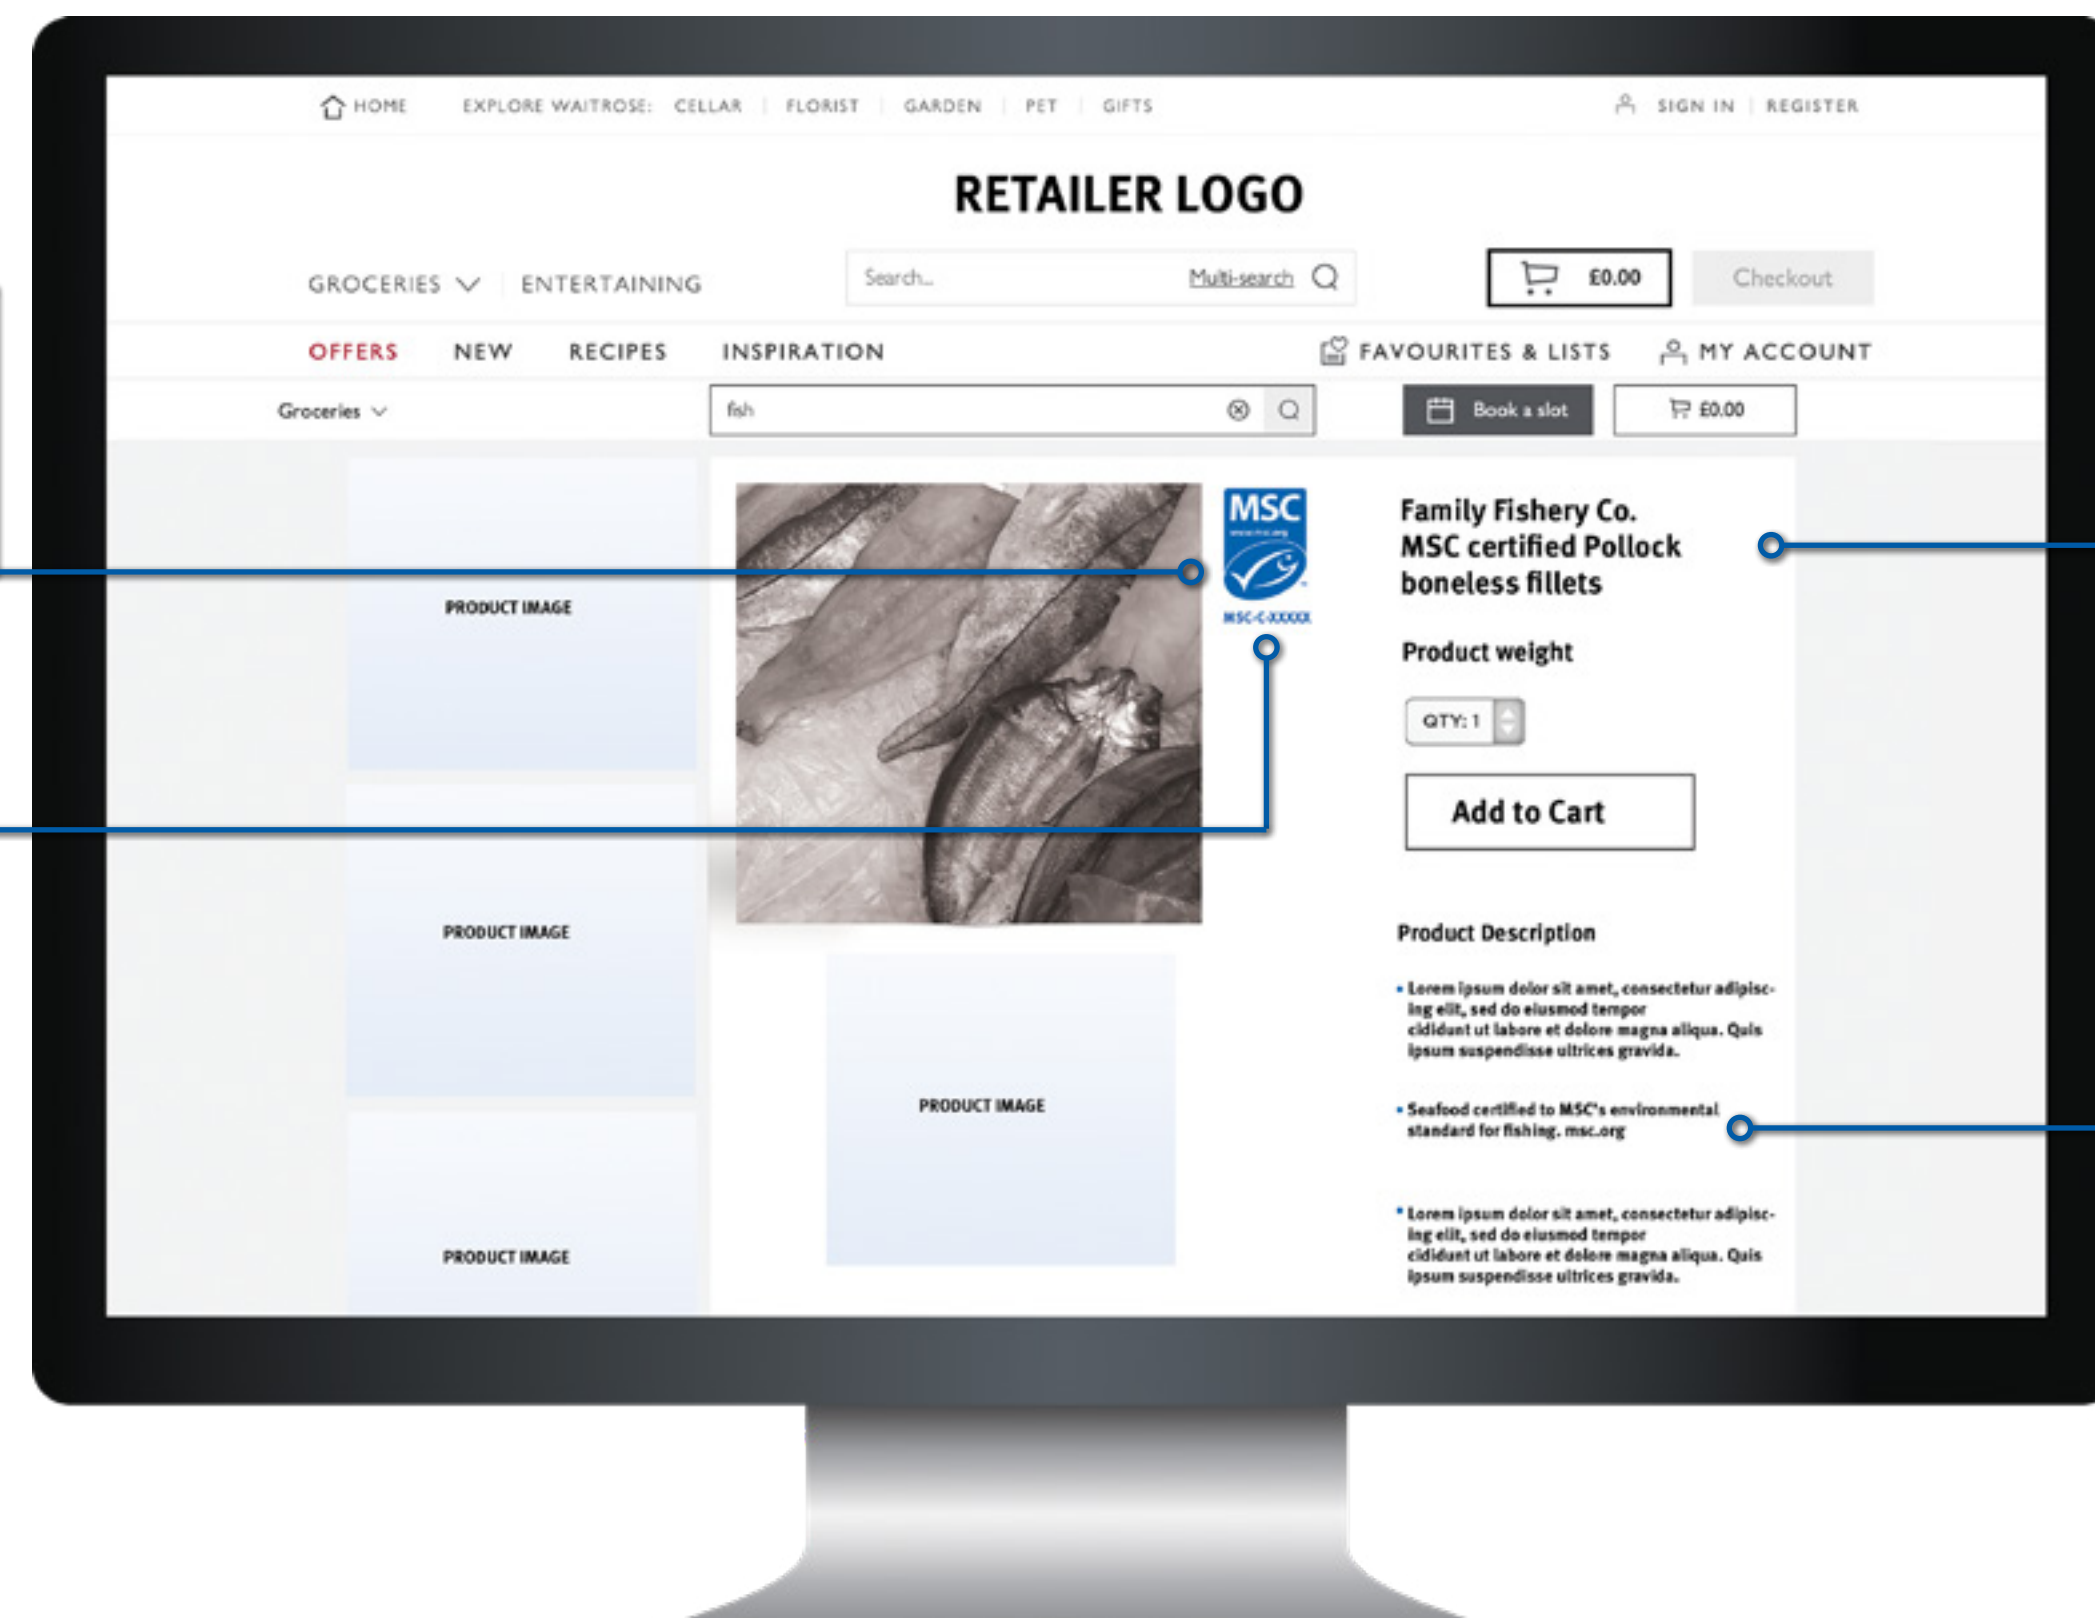 HOME EXPLORE WAITROSE: CELLAR FLORIST GARDEN PET GIFTS SIGN IN REGISTER
RETAILER LOGO
GROCERIES ENTERTAINING Search... Multi-search £0.00 Checkout
OFFERS NEW RECIPES INSPIRATION FAVOURITES & LISTS MY ACCOUNT
Groceries fish Book a slot £0.00
MSC
www.msc.org
MSC-C-XXXXX
Family Fishery Co.
MSC certified Pollock
boneless fillets
PRODUCT IMAGE
Product weight
QTY: 1
Add to Cart
PRODUCT IMAGE
Product Description
Lorem ipsum dolor sit amet, consectetur adipisc-
ing elit, sed do eiusmod tempor
cididunt ut labore et dolore magna aliqua. Quis
ipsum suspendisse ultrices gravida.
PRODUCT IMAGE
Seafood certified to MSC's environmental
standard for fishing. msc.org
Lorem ipsum dolor sit amet, consectetur adipisc-
ing elit, sed do eiusmod tempor
cididunt ut labore et dolore magna aliqua. Quis
ipsum suspendisse ultrices gravida.
PRODUCT IMAGE